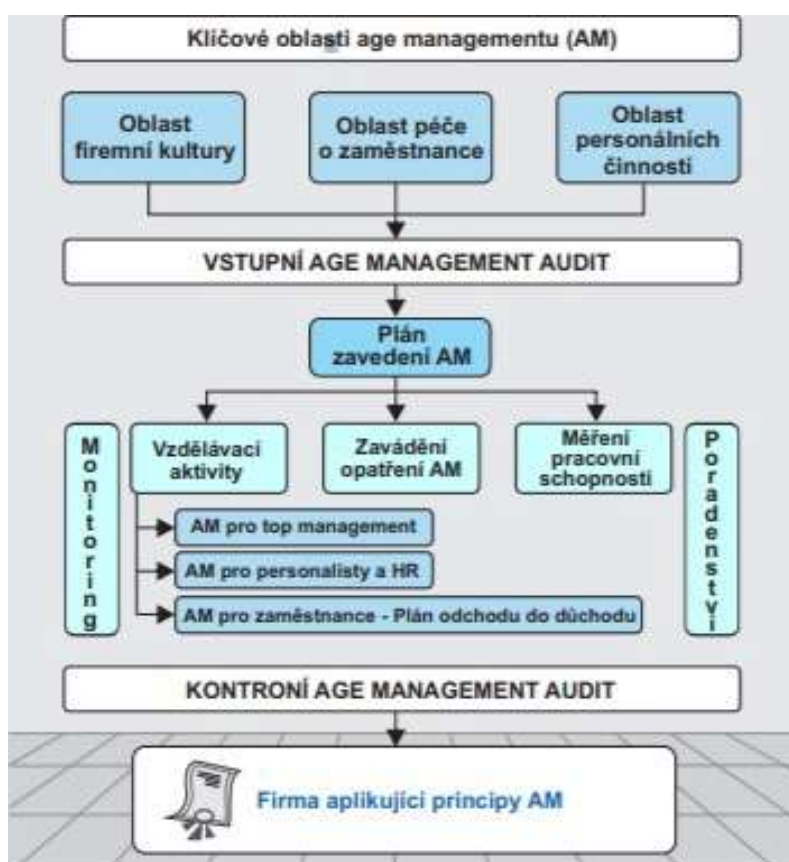 Klíčové oblasti age managementu (AM)
Oblast
firemní kultury
Oblast péče
o zaměstnance
Oblast
personálních
činností
VSTUPNÍ AGE MANAGEMENT AUDIT
Plán
zavedení AM
Monitoring
Vzdělávací
aktivity
Zavádění
opatření AM
Měření
pracovní
schopnosti
Poradenství
AM pro top management
AM pro personalisty a HR
AM pro zaměstnance - Plán odchodu do důchodu
KONTRONÍ AGE MANAGEMENT AUDIT
Firma aplikující principy AM